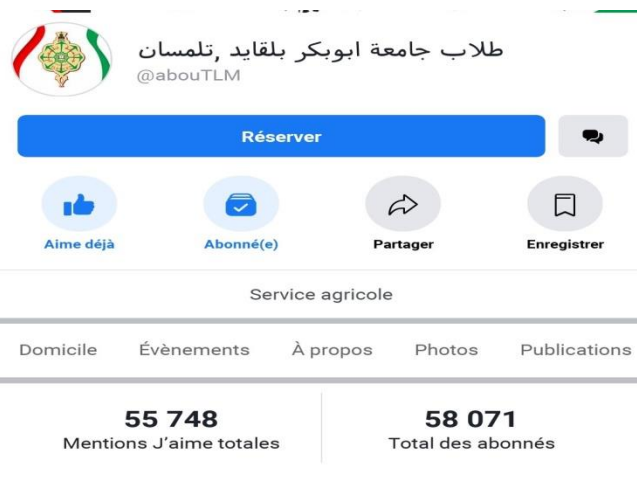 طلاب جامعة ابوبكر بلقايد ,تلمسان
@abouTLM
Réserver
Aime déjà Abonné(e) Partager Enregistrer
Service agricole
Domicile Évènements À propos Photos Publications
55 748 58 071
Mentions J'aime totales Total des abonnés